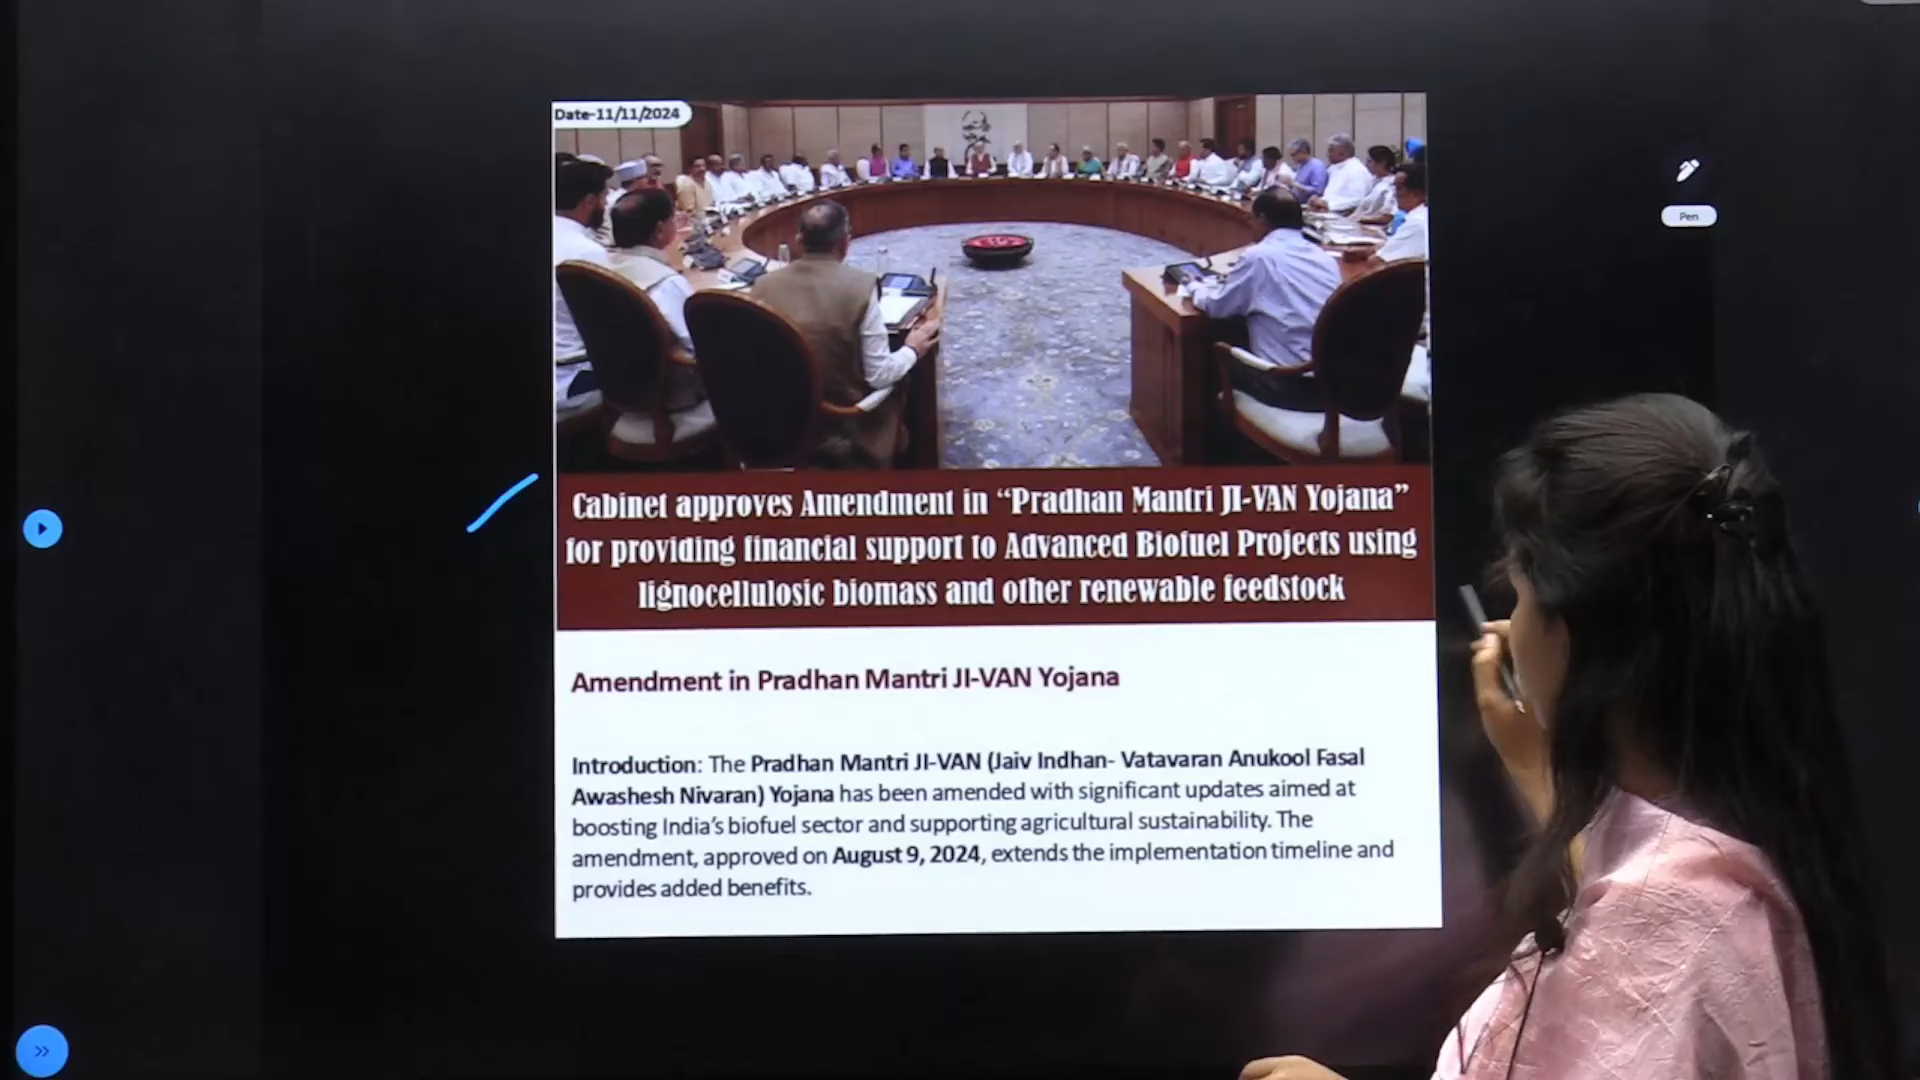 Date-11/11/2024
Pen
Cabinet approves Amendment in “Pradhan Mantri JI-VAN Yojana”
for providing financial support to Advanced Biofuel Projects using
lignocellulosic biomass and other renewable feedstock
Amendment in Pradhan Mantri JI-VAN Yojana
Introduction: The Pradhan Mantri JI-VAN (Jaiv Indhan- Vatavaran Anukool Fasal
Awashesh Nivaran) Yojana has been amended with significant updates aimed at
boosting India’s biofuel sector and supporting agricultural sustainability. The
amendment, approved on August 9, 2024, extends the implementation timeline and
provides added benefits.